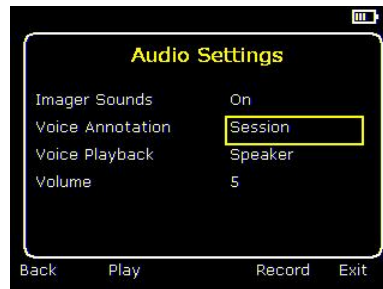 Audio Settings
Imager Sounds On
Voice Annotation Session
Voice Playback Speaker
Volume 5
Back Play Record Exit